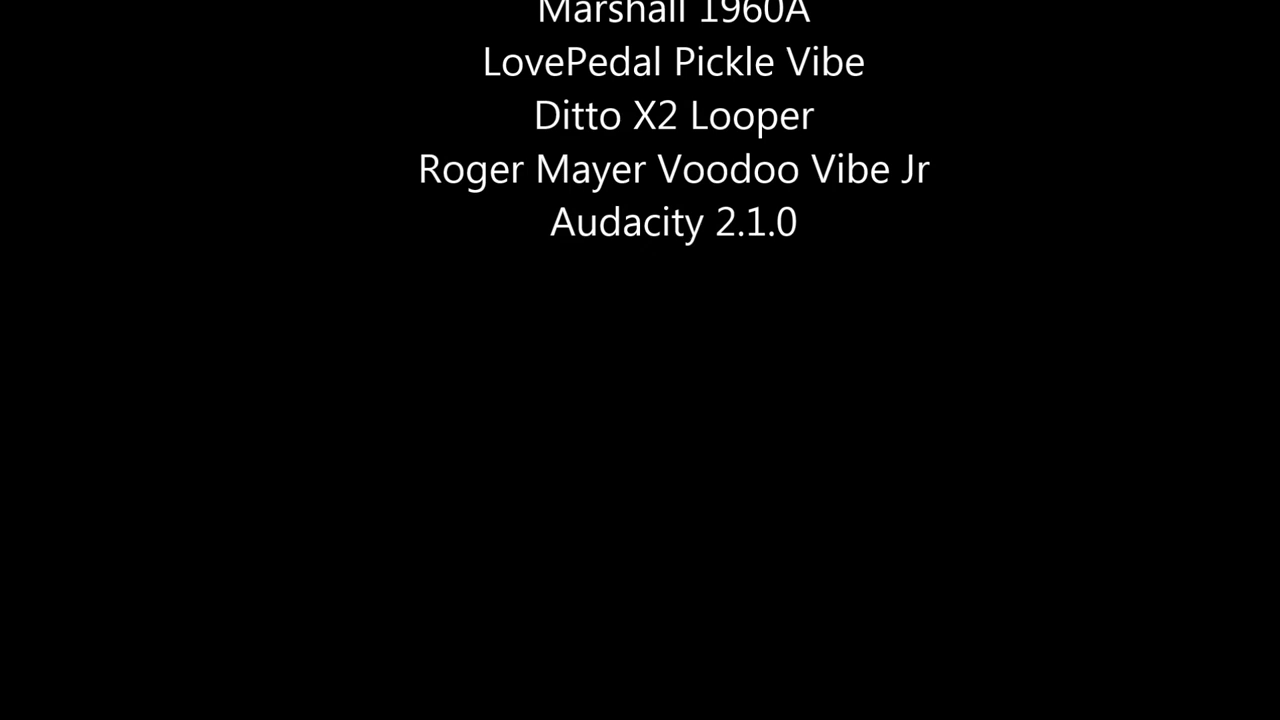 Marshall 1960A
LovePedal Pickle Vibe
Ditto X2 Looper
Roger Mayer Voodoo Vibe Jr
Audacity 2.1.0